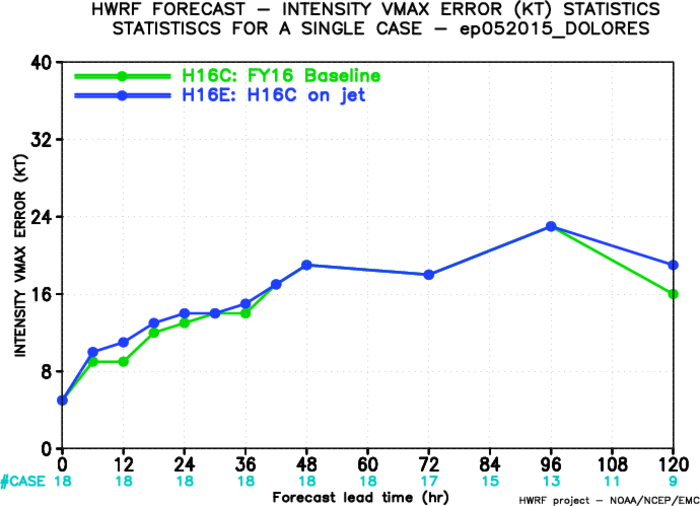 HWRF FORECAST – INTENSITY VMAX ERROR (KT) STATISTICS
STATISTISCS FOR A SINGLE CASE – ep052015_DOLORES
H16C: FY16 Baseline
H16E: H16C on jet
INTENSITY VMAX ERROR (KT)
40
32
24
16
8
0
0 12 24 36 48 60 72 84 96 108 120
#CASE 18 18 18 18 18 18 17 15 13 11 9
Forecast lead time (hr)
HWRF project – NOAA/NCEP/EMC